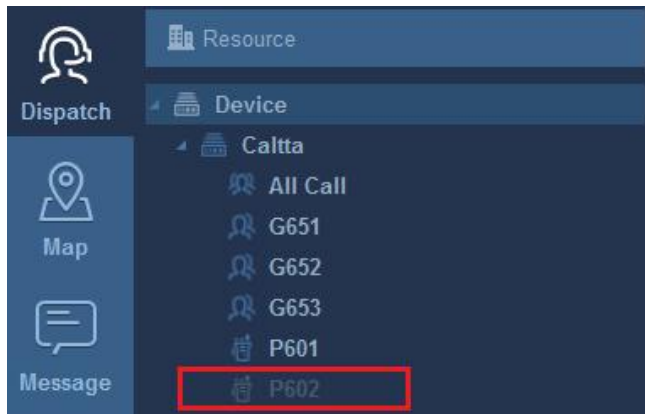 Resource
Dispatch
Device
Caltta
All Call
G651
Map
G652
G653
P601
Message
P602